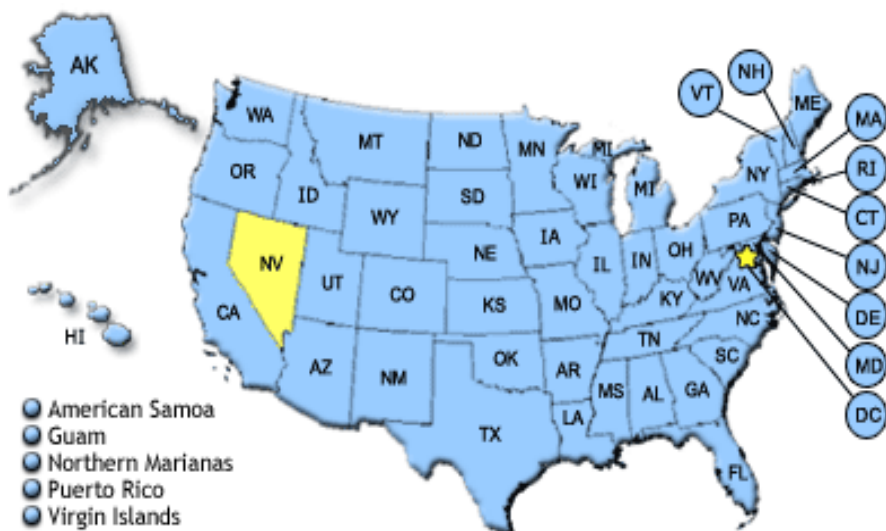 AK
WA
OR
CA
NV
ID
MT
WY
UT
CO
AZ
NM
ND
SD
NE
KS
OK
TX
MN
IA
MO
AR
LA
WI
MI
MI
IL
IN
OH
KY
TN
MS
AL
GA
FL
SC
NC
VA
WV
PA
NY
ME
VT
NH
MA
RI
CT
NJ
DE
MD
DC
HI
American Samoa
Guam
Northern Marianas
Puerto Rico
Virgin Islands